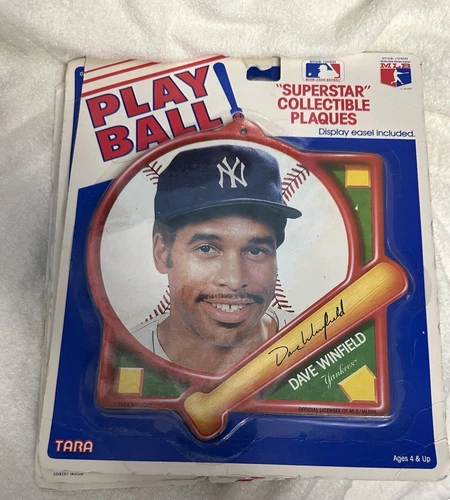 PLAY
BALL
"SUPERSTAR"
COLLECTIBLE
PLAQUES
Display easel included.
MLB
NY
Dave Winfield
DAVE WINFIELD
Yankees
OFFICIAL LICENSEE OF MLB/MLBPA
TARA
Ages 4 & Up